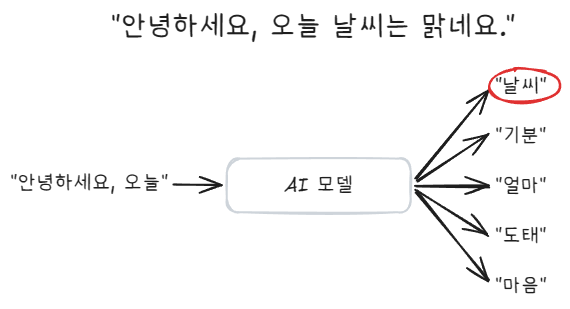 "안녕하세요, 오늘 날씨는 맑네요."
"안녕하세요, 오늘"
AI 모델
"날씨"
"기분"
"얼마"
"도태"
"마음"